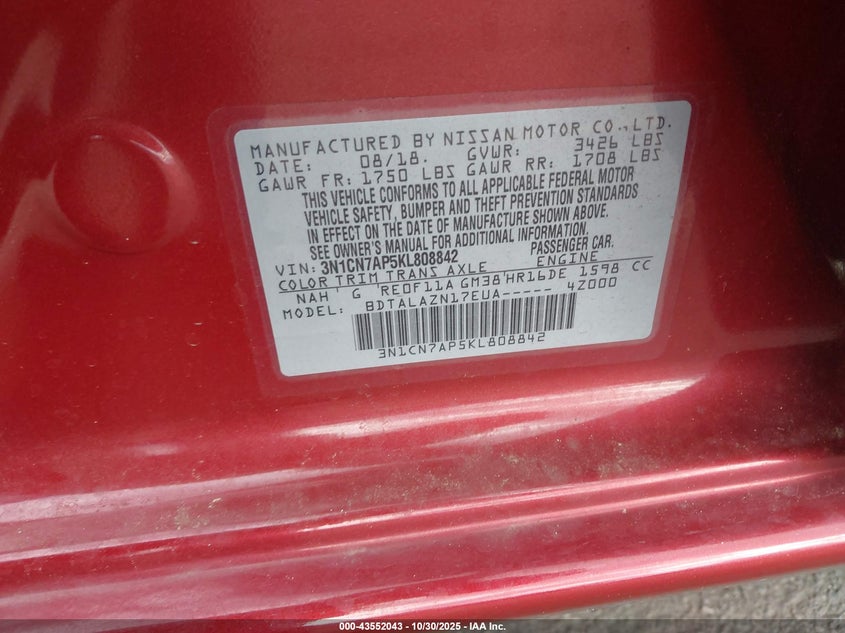 MANUFACTURED BY NISSAN MOTOR CO.,LTD.
DATE: 08/18. GVWR: 3426 LBS
GAWR FR: 1750 LBS GAWR RR: 1708 LBS
THIS VEHICLE CONFORMS TO ALL APPLICABLE FEDERAL MOTOR
VEHICLE SAFETY, BUMPER AND THEFT PREVENTION STANDARDS
IN EFFECT ON THE DATE OF MANUFACTURE SHOWN ABOVE.
SEE OWNER'S MANUAL FOR ADDITIONAL INFORMATION.
VIN: 3N1CN7AP5KL808842 PASSENGER CAR.
COLOR TRIM TRANS AXLE ENGINE
NAH G RE0F11A GM38 HR16DE 1598 CC
MODEL: BDTALAZN17EUA----- 4Z000
3N1CN7AP5KL808842
000-43552043 - 10/30/2025 - IAA Inc.